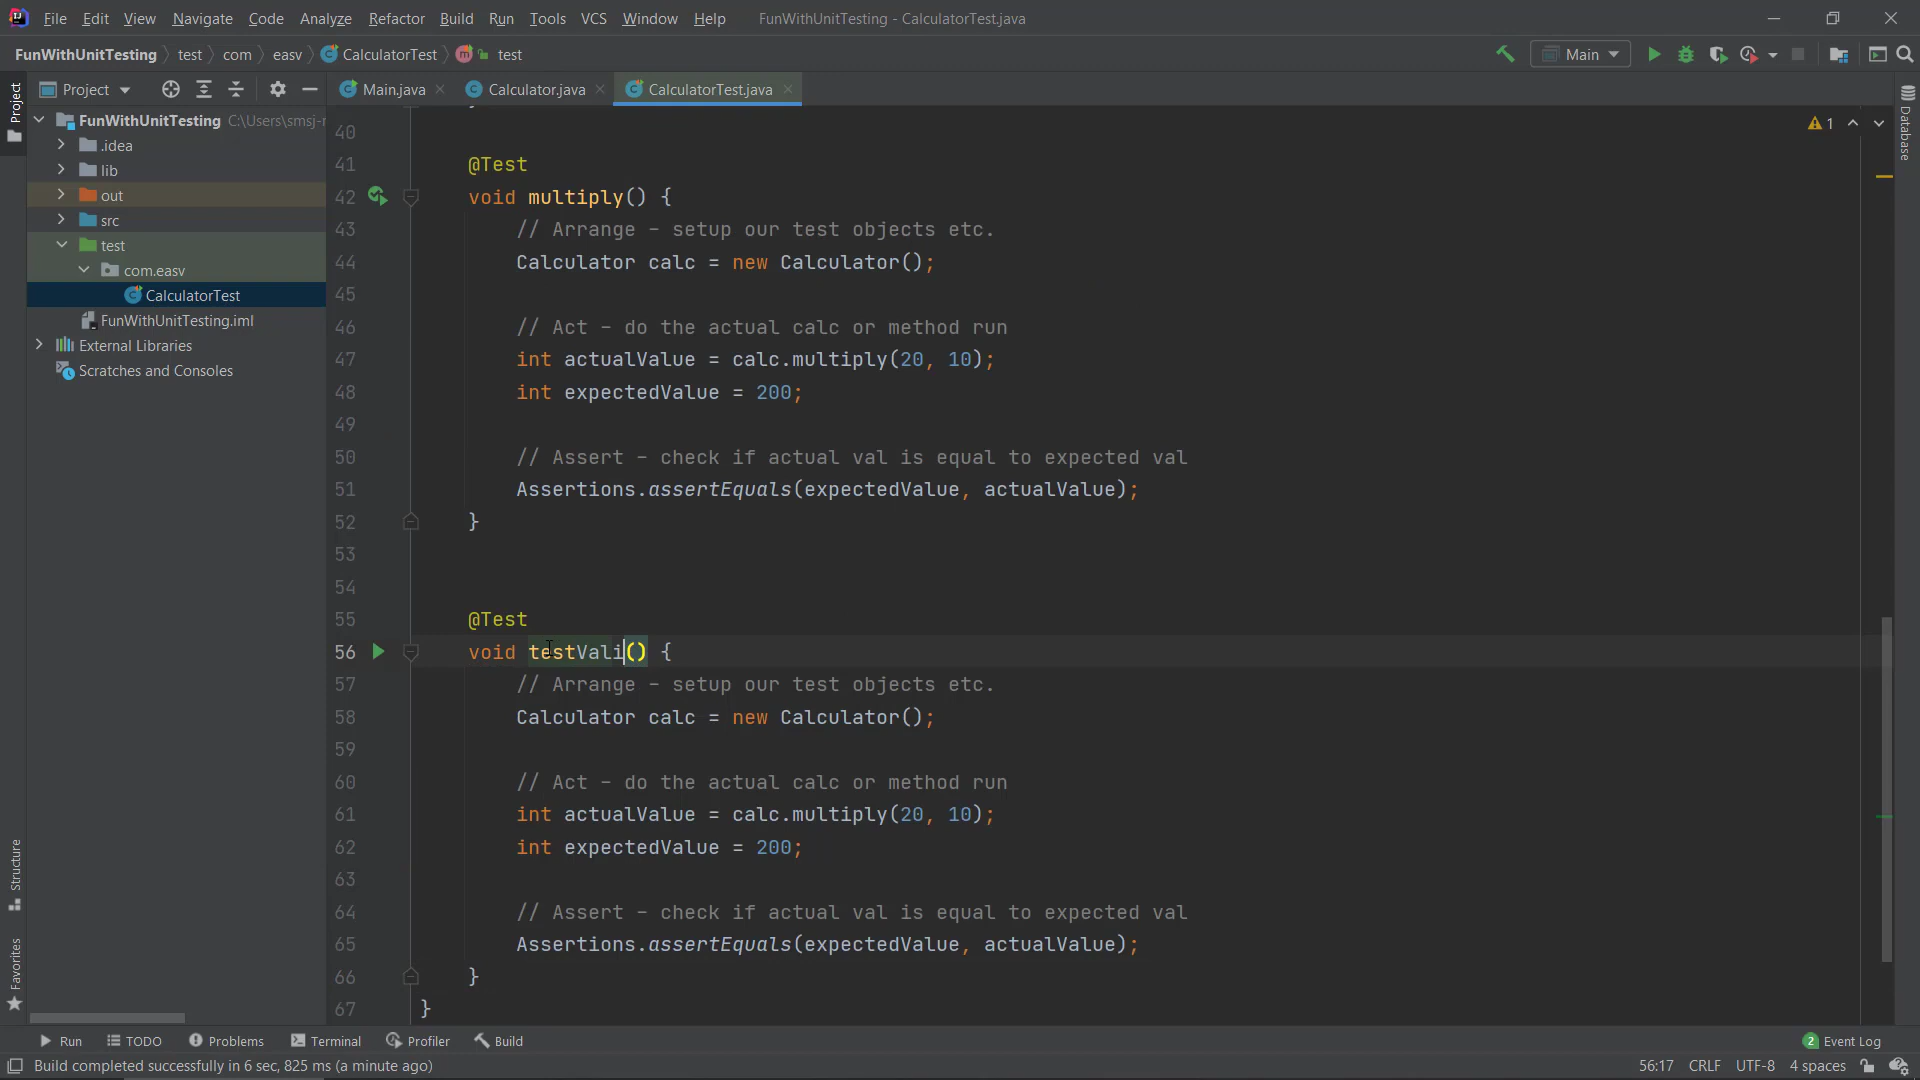 File Edit View Navigate Code Analyze Refactor Build Run Tools VCS Window Help FunWithUnitTesting - CalculatorTest.java
FunWithUnitTesting test com easv CalculatorTest test Main
Project Main.java Calculator.java CalculatorTest.java
Project
FunWithUnitTesting C:\Users\smsj-
.idea
lib
out
src
test
com.easv
CalculatorTest
FunWithUnitTesting.iml
External Libraries
Scratches and Consoles
Structure
Favorites
1
Database
40
41 @Test
42 void multiply() {
43 // Arrange - setup our test objects etc.
44 Calculator calc = new Calculator();
45
46 // Act - do the actual calc or method run
47 int actualValue = calc.multiply(20, 10);
48 int expectedValue = 200;
49
50 // Assert - check if actual val is equal to expected val
51 Assertions.assertEquals(expectedValue, actualValue);
52 }
53
54
55 @Test
56 void testVali() {
57 // Arrange - setup our test objects etc.
58 Calculator calc = new Calculator();
59
60 // Act - do the actual calc or method run
61 int actualValue = calc.multiply(20, 10);
62 int expectedValue = 200;
63
64 // Assert - check if actual val is equal to expected val
65 Assertions.assertEquals(expectedValue, actualValue);
66 }
67 }
Run TODO Problems Terminal Profiler Build 2 Event Log
Build completed successfully in 6 sec, 825 ms (a minute ago) 56:17 CRLF UTF-8 4 spaces